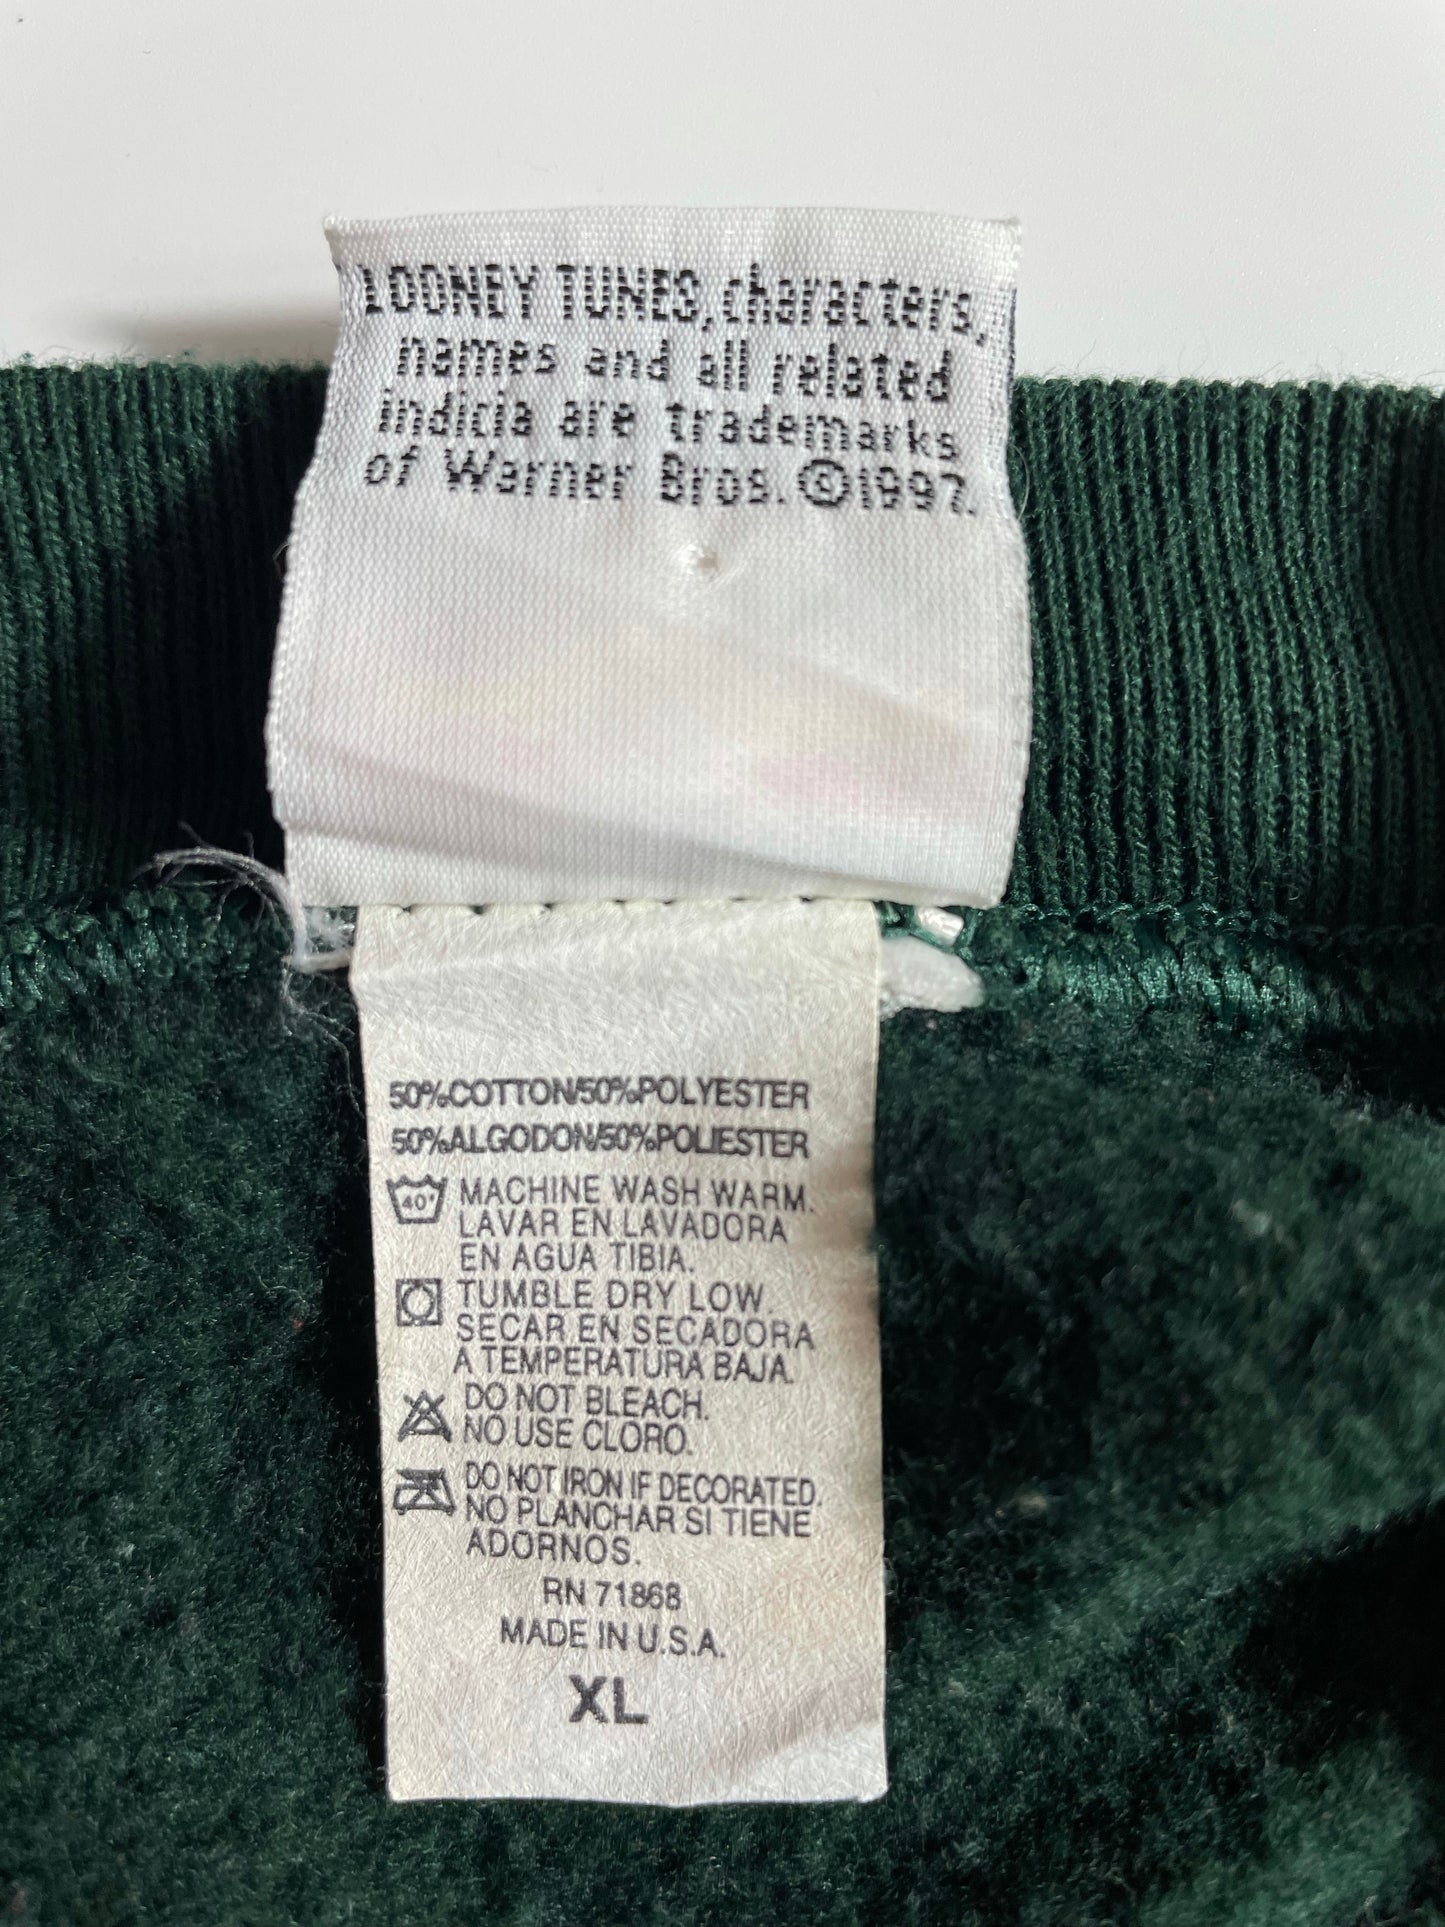 LOONEY TUNES, characters,
names and all related
indicia are trademarks
of Warner Bros. ©1997.
50%COTTON/50%POLYESTER
50%ALGODON/50%POLIESTER
40° MACHINE WASH WARM.
LAVAR EN LAVADORA
EN AGUA TIBIA.
TUMBLE DRY LOW.
SECAR EN SECADORA
A TEMPERATURA BAJA.
DO NOT BLEACH.
NO USE CLORO.
DO NOT IRON IF DECORATED.
NO PLANCHAR SI TIENE
ADORNOS.
RN 71868
MADE IN U.S.A.
XL